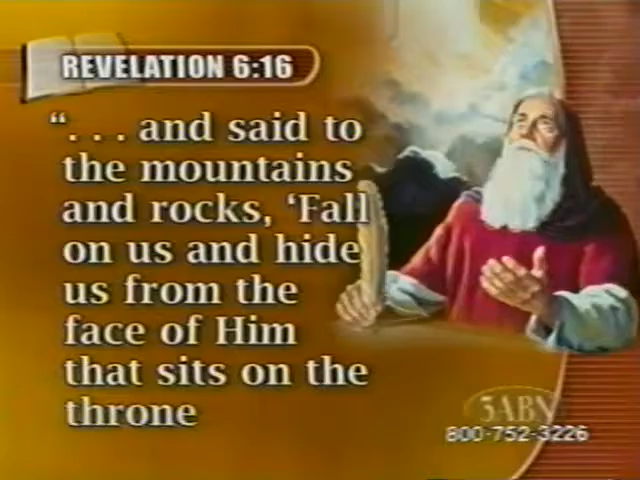 REVELATION 6:16
“. . . and said to
the mountains
and rocks, ‘Fall
on us and hide
us from the
face of Him
that sits on the
throne
3ABN
800-752-3226